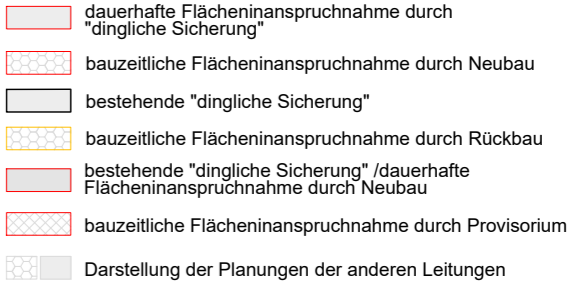 dauerhafte Flächeninanspruchnahme durch
"dingliche Sicherung"
bauzeitliche Flächeninanspruchnahme durch Neubau
bestehende "dingliche Sicherung"
bauzeitliche Flächeninanspruchnahme durch Rückbau
bestehende "dingliche Sicherung" /dauerhafte
Flächeninanspruchnahme durch Neubau
bauzeitliche Flächeninanspruchnahme durch Provisorium
Darstellung der Planungen der anderen Leitungen